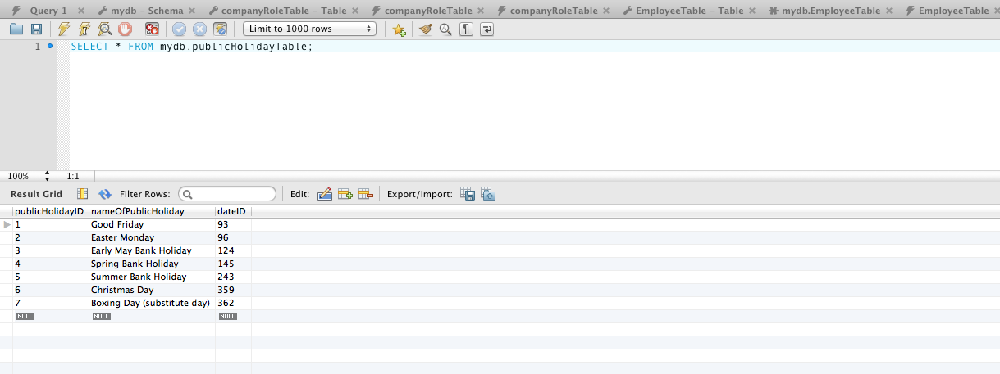 Query 1 mydb - Schema companyRoleTable - Table companyRoleTable companyRoleTable EmployeeTable - Table mydb.EmployeeTable EmployeeTable
Limit to 1000 rows
1 SELECT * FROM mydb.publicHolidayTable;
100% 1:1
Result Grid Filter Rows: Edit: Export/Import:
publicHolidayID nameOfPublicHoliday dateID
1 Good Friday 93
2 Easter Monday 96
3 Early May Bank Holiday 124
4 Spring Bank Holiday 145
5 Summer Bank Holiday 243
6 Christmas Day 359
7 Boxing Day (substitute day) 362
NULL NULL NULL